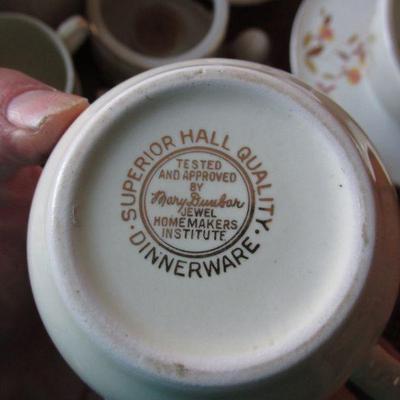 · SUPERIOR HALL QUALITY ·
DINNERWARE
TESTED
AND APPROVED
BY
Mary Dunbar
JEWEL
HOMEMAKERS
INSTITUTE